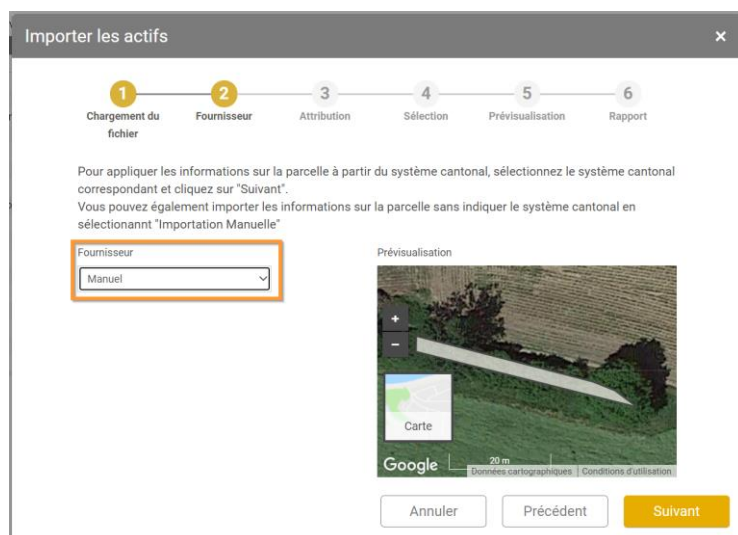 Importer les actifs ×
1 2 3 4 5 6
Chargement du Fournisseur Attribution Sélection Prévisualisation Rapport
fichier
Pour appliquer les informations sur la parcelle à partir du système cantonal, sélectionnez le système cantonal
correspondant et cliquez sur "Suivant".
Vous pouvez également importer les informations sur la parcelle sans indiquer le système cantonal en
sélectionannt "Importation Manuelle"
Fournisseur
Manuel
Prévisualisation
+
−
Carte
Google
20 m
Données cartographiques Conditions d'utilisation
Annuler Précédent Suivant